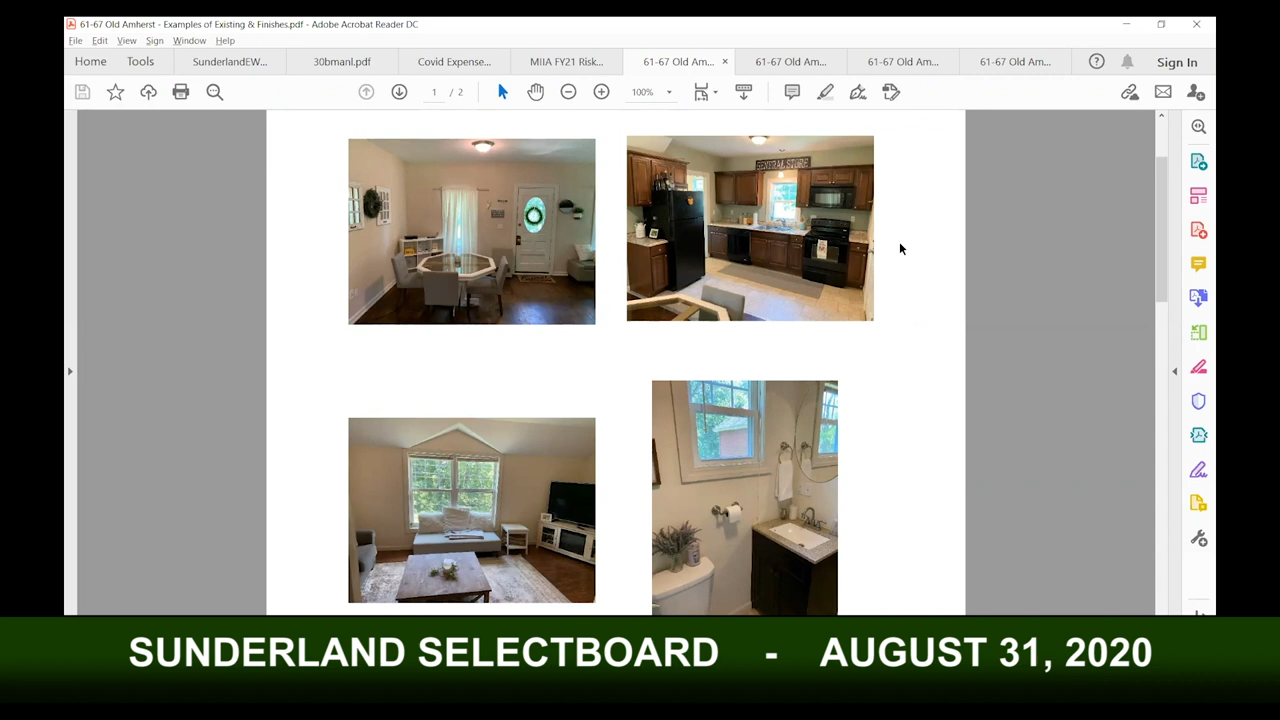 61-67 Old Amherst - Examples of Existing & Finishes.pdf - Adobe Acrobat Reader DC
File Edit View Sign Window Help
Home Tools SunderlandEW... 30bmanl.pdf Covid Expense... MIIA FY21 Risk... 61-67 Old Am... × 61-67 Old Am... 61-67 Old Am... 61-67 Old Am... Sign In
1 / 2 100%
GENERAL STORE
SUNDERLAND SELECTBOARD - AUGUST 31, 2020